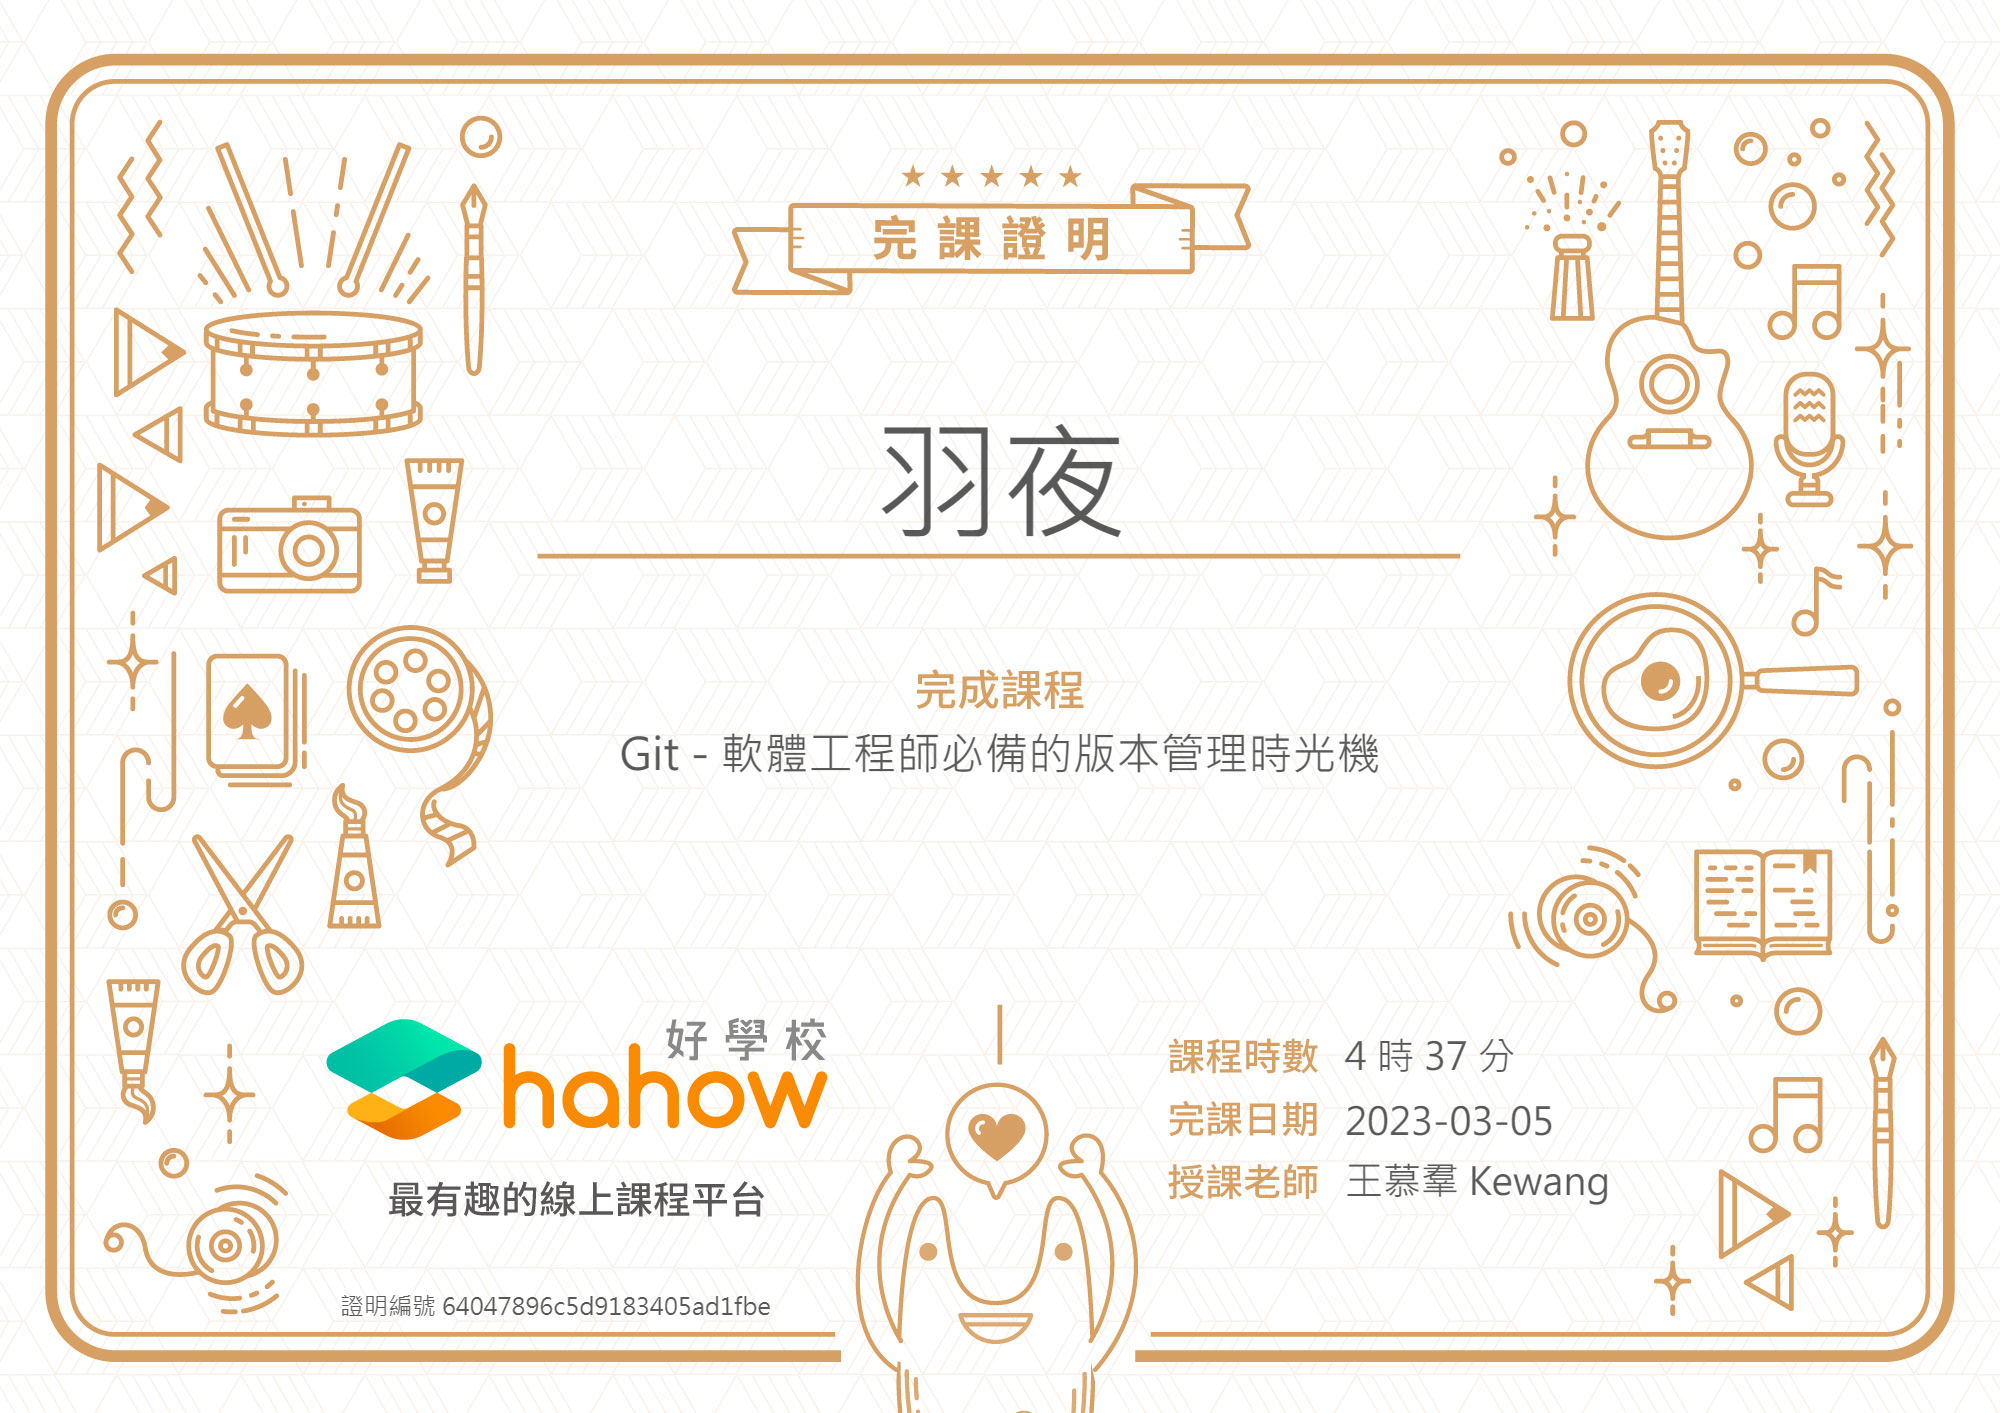 完課證明
羽夜
完成課程
Git - 軟體工程師必備的版本管理時光機
好學校
hahow
最有趣的線上課程平台
證明編號 64047896c5d9183405ad1fbe
課程時數 4 時 37 分
完課日期 2023-03-05
授課老師 王慕羣 Kewang